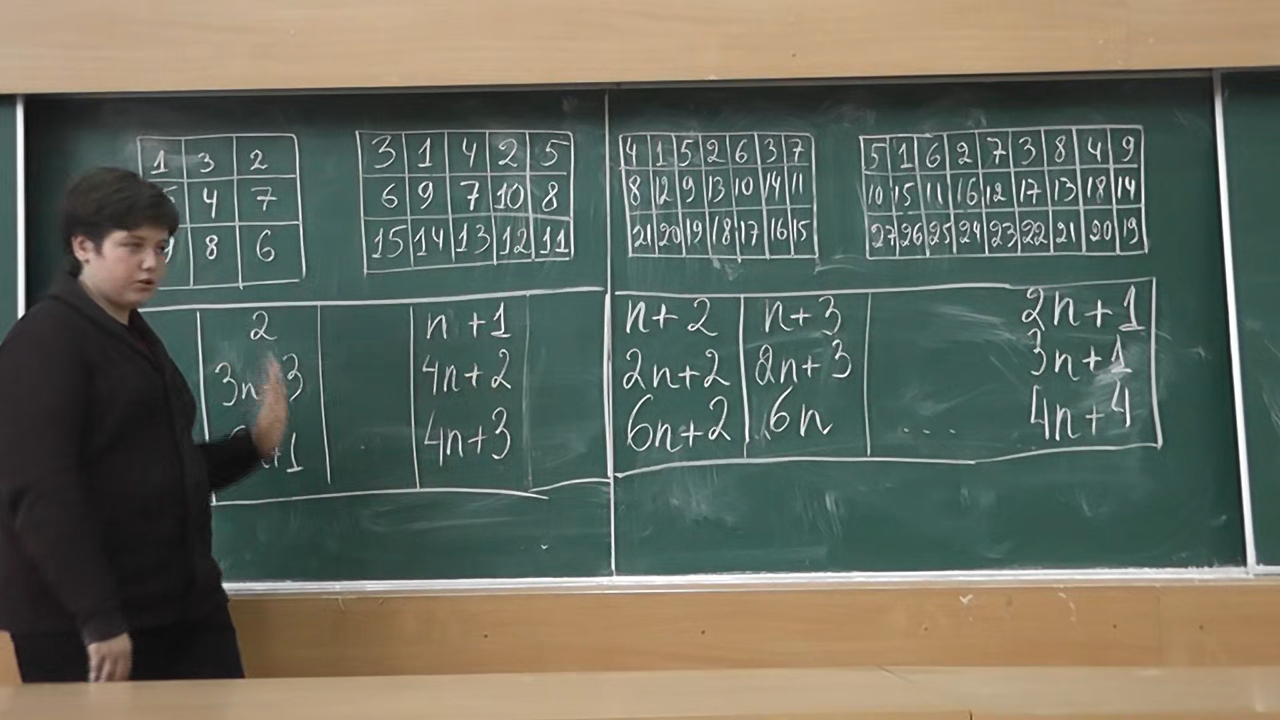 1 3 2
4 7
8 6
3 1 4 2 5
6 9 7 10 8
15 14 13 12 11
4 1 5 2 6 3 7
8 12 9 13 10 14 11
21 20 19 18 17 16 15
5 1 6 2 7 3 8 4 9
10 15 11 16 12 17 13 18 14
27 26 25 24 23 22 21 20 19
2 n+1 n+2 n+3 2n+1
3n+3 4n+2 2n+2 2n+3 3n+1
+1 4n+3 6n+2 6n ... 4n+4